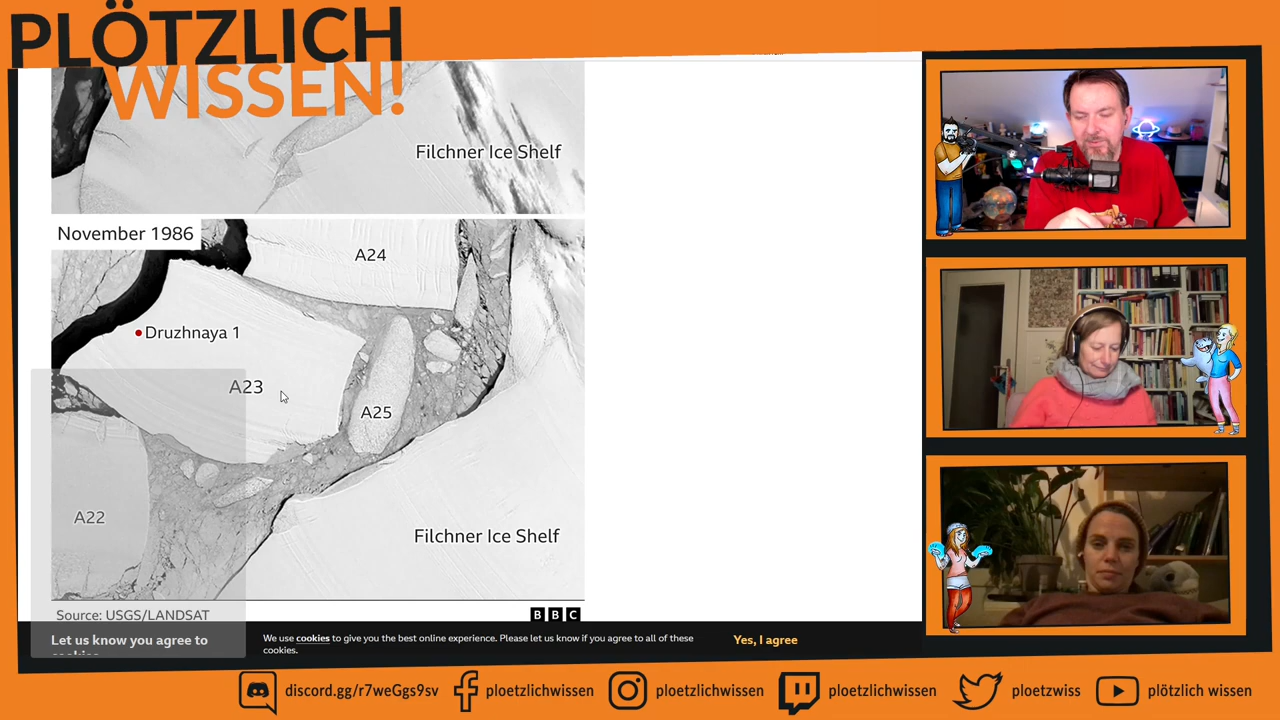 PLÖTZLICH
WISSEN!
Filchner Ice Shelf
November 1986
A24
Druzhnaya 1
A23
A25
A22
Filchner Ice Shelf
Source: USGS/LANDSAT
BBC
Let us know you agree to
cookies
We use cookies to give you the best online experience. Please let us know if you agree to all of these
cookies.
Yes, I agree
discord.gg/r7weGgs9sv
ploetzlichwissen
ploetzlichwissen
ploetzlichwissen
ploetzwiss
plötzlich wissen